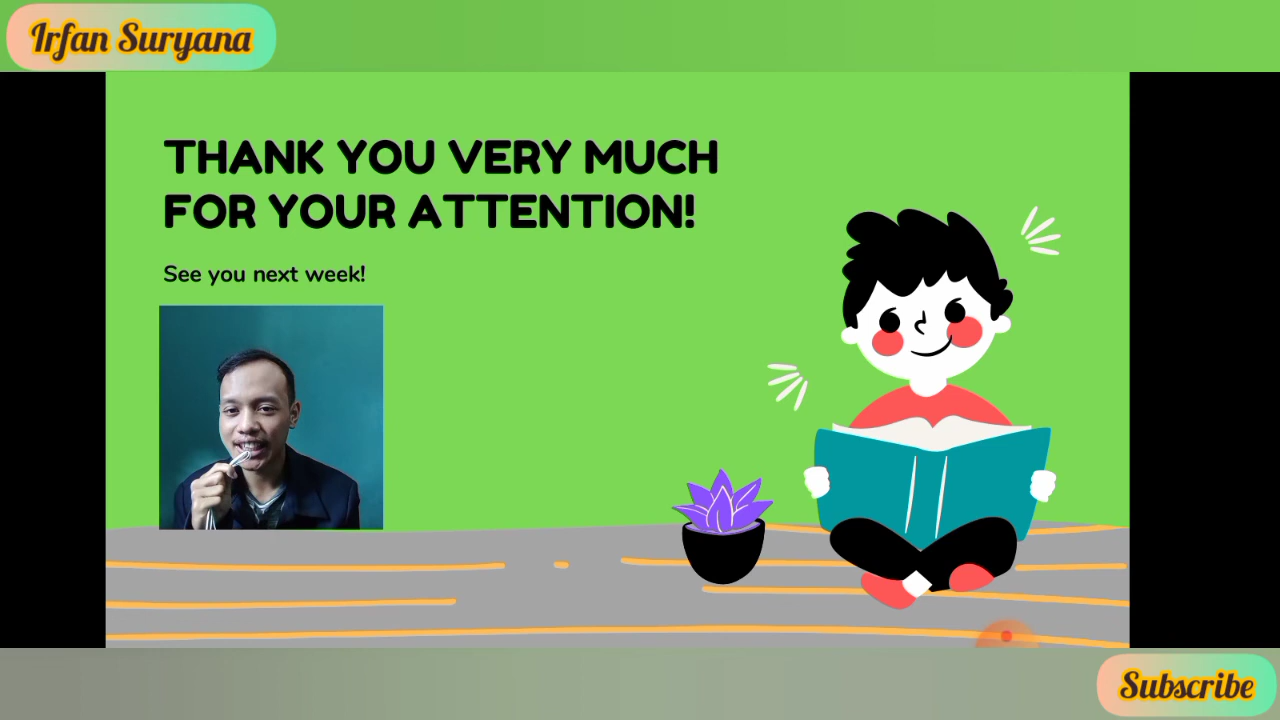 Irfan Suryana
THANK YOU VERY MUCH
FOR YOUR ATTENTION!
See you next week!
Subscribe